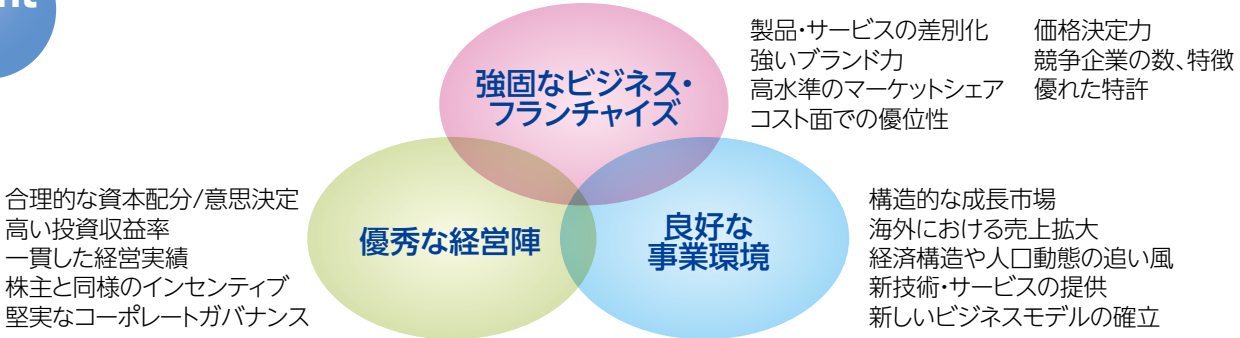 nt
強固なビジネス・
フランチャイズ
製品・サービスの差別化
強いブランド力
高水準のマーケットシェア
コスト面での優位性
価格決定力
競争企業の数、特徴
優れた特許
合理的な資本配分/意思決定
高い投資収益率
一貫した経営実績
株主と同様のインセンティブ
堅実なコーポレートガバナンス
優秀な経営陣
良好な
事業環境
構造的な成長市場
海外における売上拡大
経済構造や人口動態の追い風
新技術・サービスの提供
新しいビジネスモデルの確立